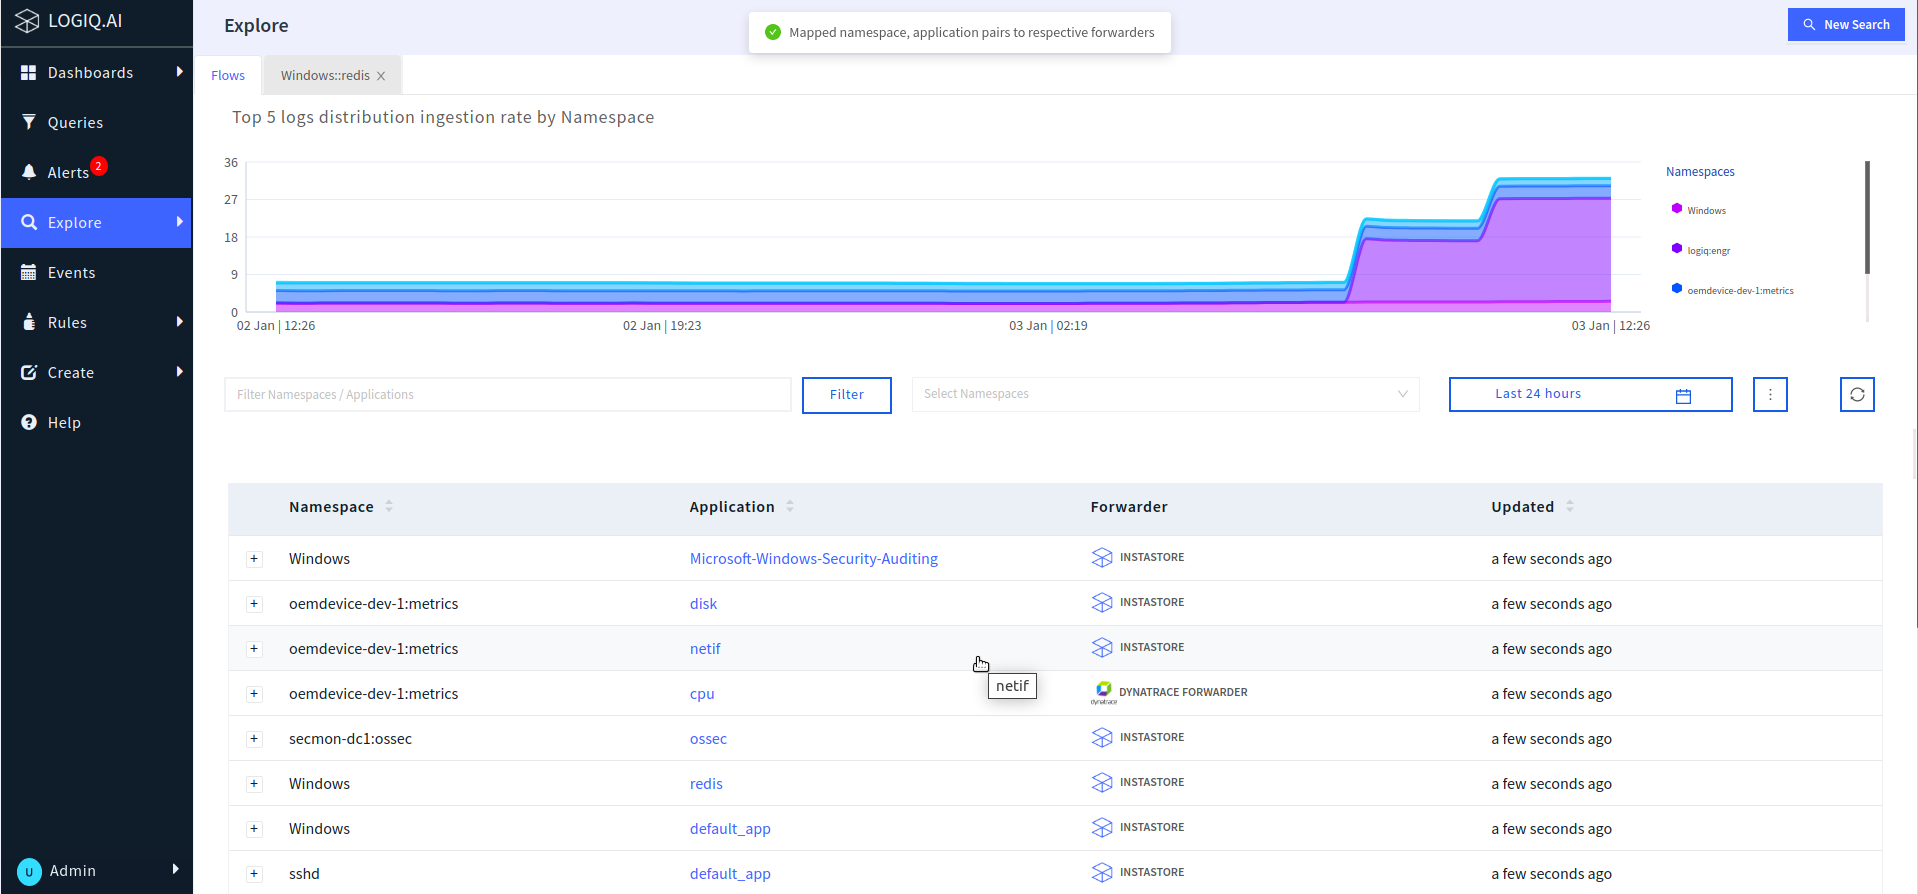 LOGIQ.AI
Explore
Mapped namespace, application pairs to respective forwarders
New Search
Dashboards
Queries
Alerts 2
Explore
Events
Rules
Create
Help
U Admin
Flows
Windows::redis
Top 5 logs distribution ingestion rate by Namespace
36
27
18
9
0
02 Jan | 12:26
02 Jan | 19:23
03 Jan | 02:19
03 Jan | 12:26
Namespaces
Windows
logiq:engr
oemdevice-dev-1:metrics
Filter Namespaces / Applications
Filter
Select Namespaces
Last 24 hours
Namespace Application Forwarder Updated
+ Windows Microsoft-Windows-Security-Auditing INSTASTORE a few seconds ago
+ oemdevice-dev-1:metrics disk INSTASTORE a few seconds ago
+ oemdevice-dev-1:metrics netif INSTASTORE a few seconds ago
netif
+ oemdevice-dev-1:metrics cpu dynatrace DYNATRACE FORWARDER a few seconds ago
+ secmon-dc1:ossec ossec INSTASTORE a few seconds ago
+ Windows redis INSTASTORE a few seconds ago
+ Windows default_app INSTASTORE a few seconds ago
+ sshd default_app INSTASTORE a few seconds ago